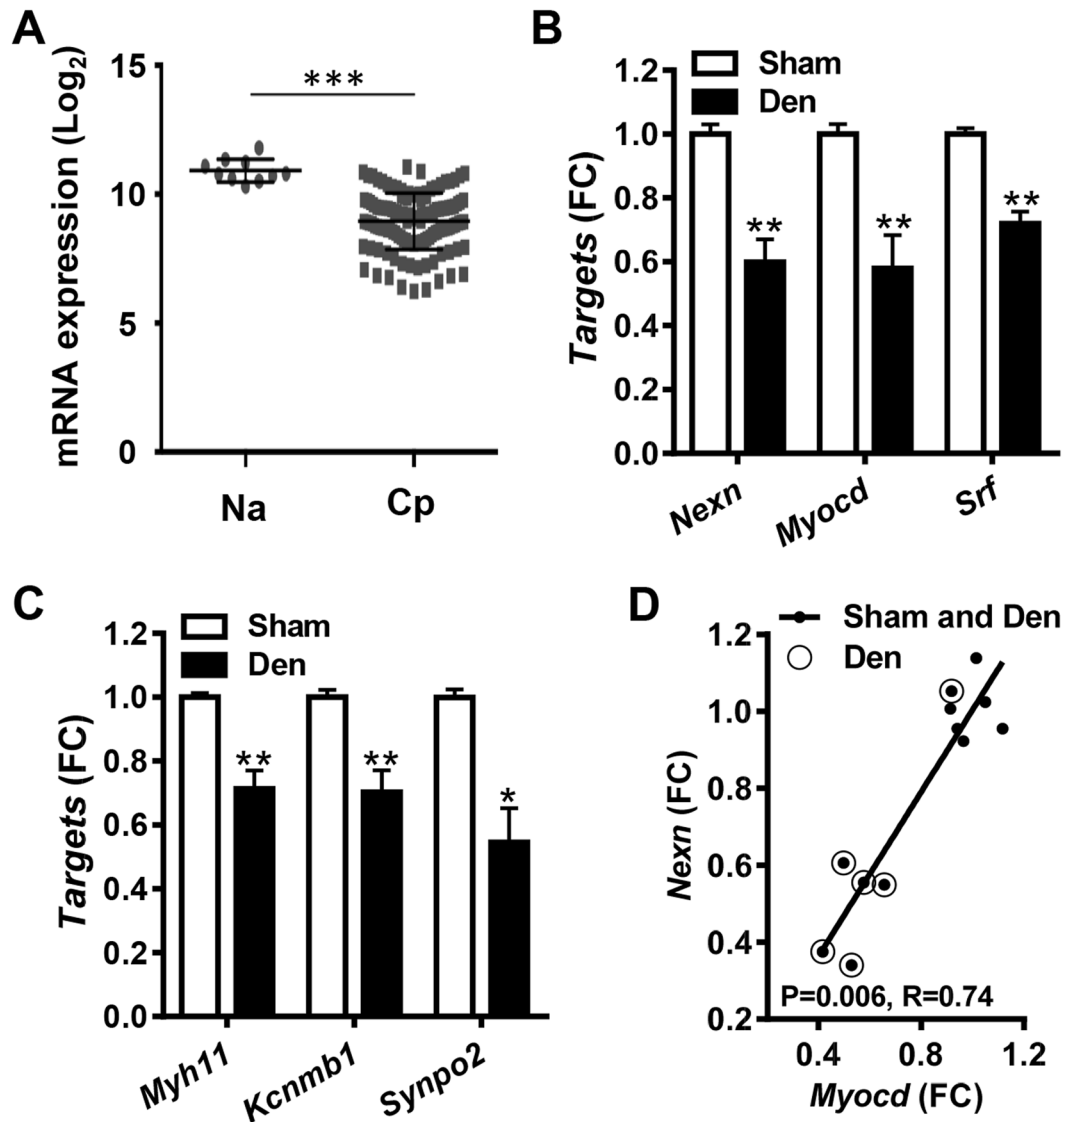 A
mRNA expression (Log2)
15
10
5
0
***
Na
Cp
B
Targets (FC)
1.2
1.0
0.8
0.6
0.4
0.2
0.0
Sham
Den
**
**
**
Nexn
Myocd
Srf
C
Targets (FC)
1.2
1.0
0.8
0.6
0.4
0.2
0.0
Sham
Den
**
**
*
Myh11
Kcnmb1
Synpo2
D
Nexn (FC)
1.2
1.0
0.8
0.6
0.4
0.2
Sham and Den
Den
P=0.006, R=0.74
0.4
0.8
1.2
Myocd (FC)